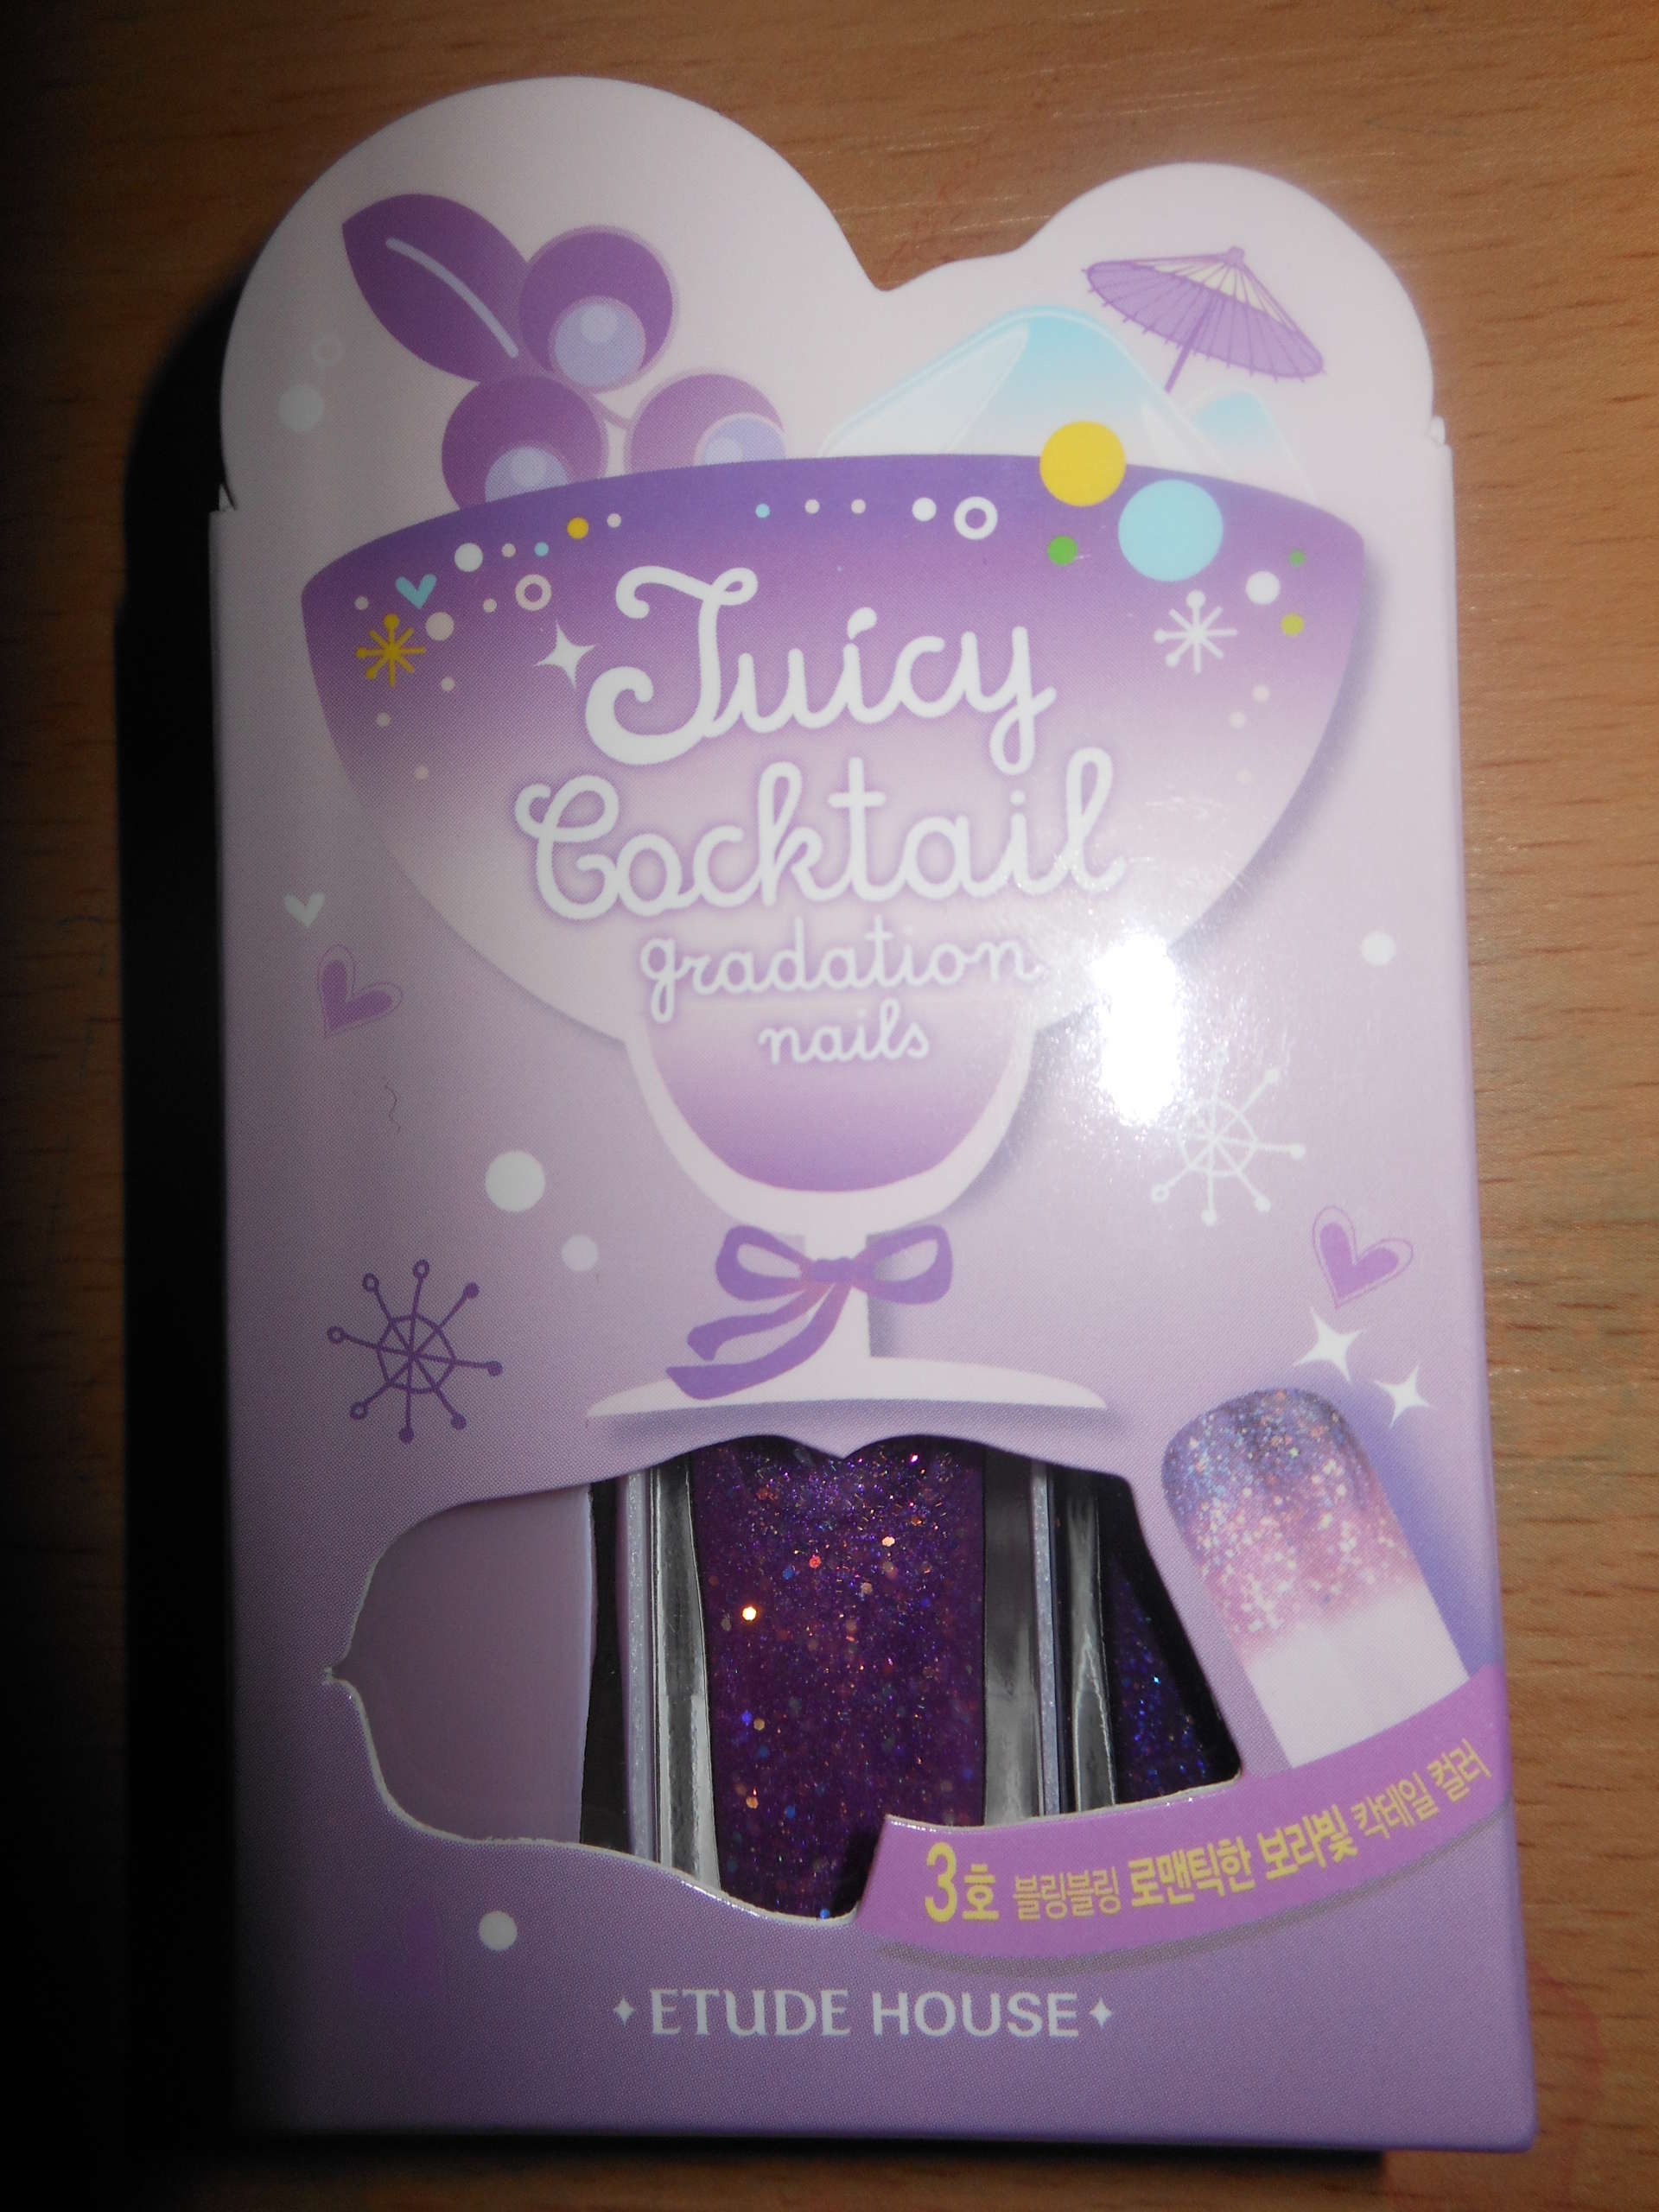 Juicy
Cocktail
gradation
nails
3호 블링블링 로맨틱한 보라빛 칵테일 컬러
ETUDE HOUSE